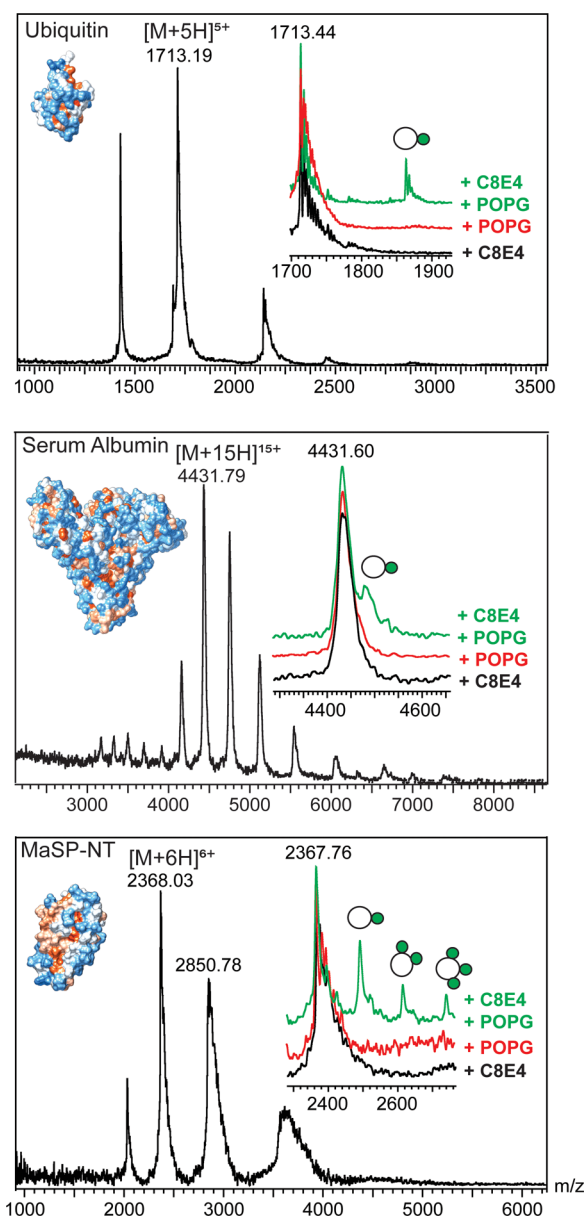 Ubiquitin
[M+5H]⁵⁺
1713.19
1713.44
+ C8E4
+ POPG
+ POPG
+ C8E4
1700 1800 1900
1000 1500 2000 2500 3000 3500
Serum Albumin
[M+15H]¹⁵⁺
4431.79
4431.60
+ C8E4
+ POPG
+ POPG
+ C8E4
4400 4600
3000 4000 5000 6000 7000 8000
MaSP-NT
[M+6H]⁶⁺
2368.03
2850.78
2367.76
+ C8E4
+ POPG
+ POPG
+ C8E4
2400 2600
1000 2000 3000 4000 5000 6000
m/z